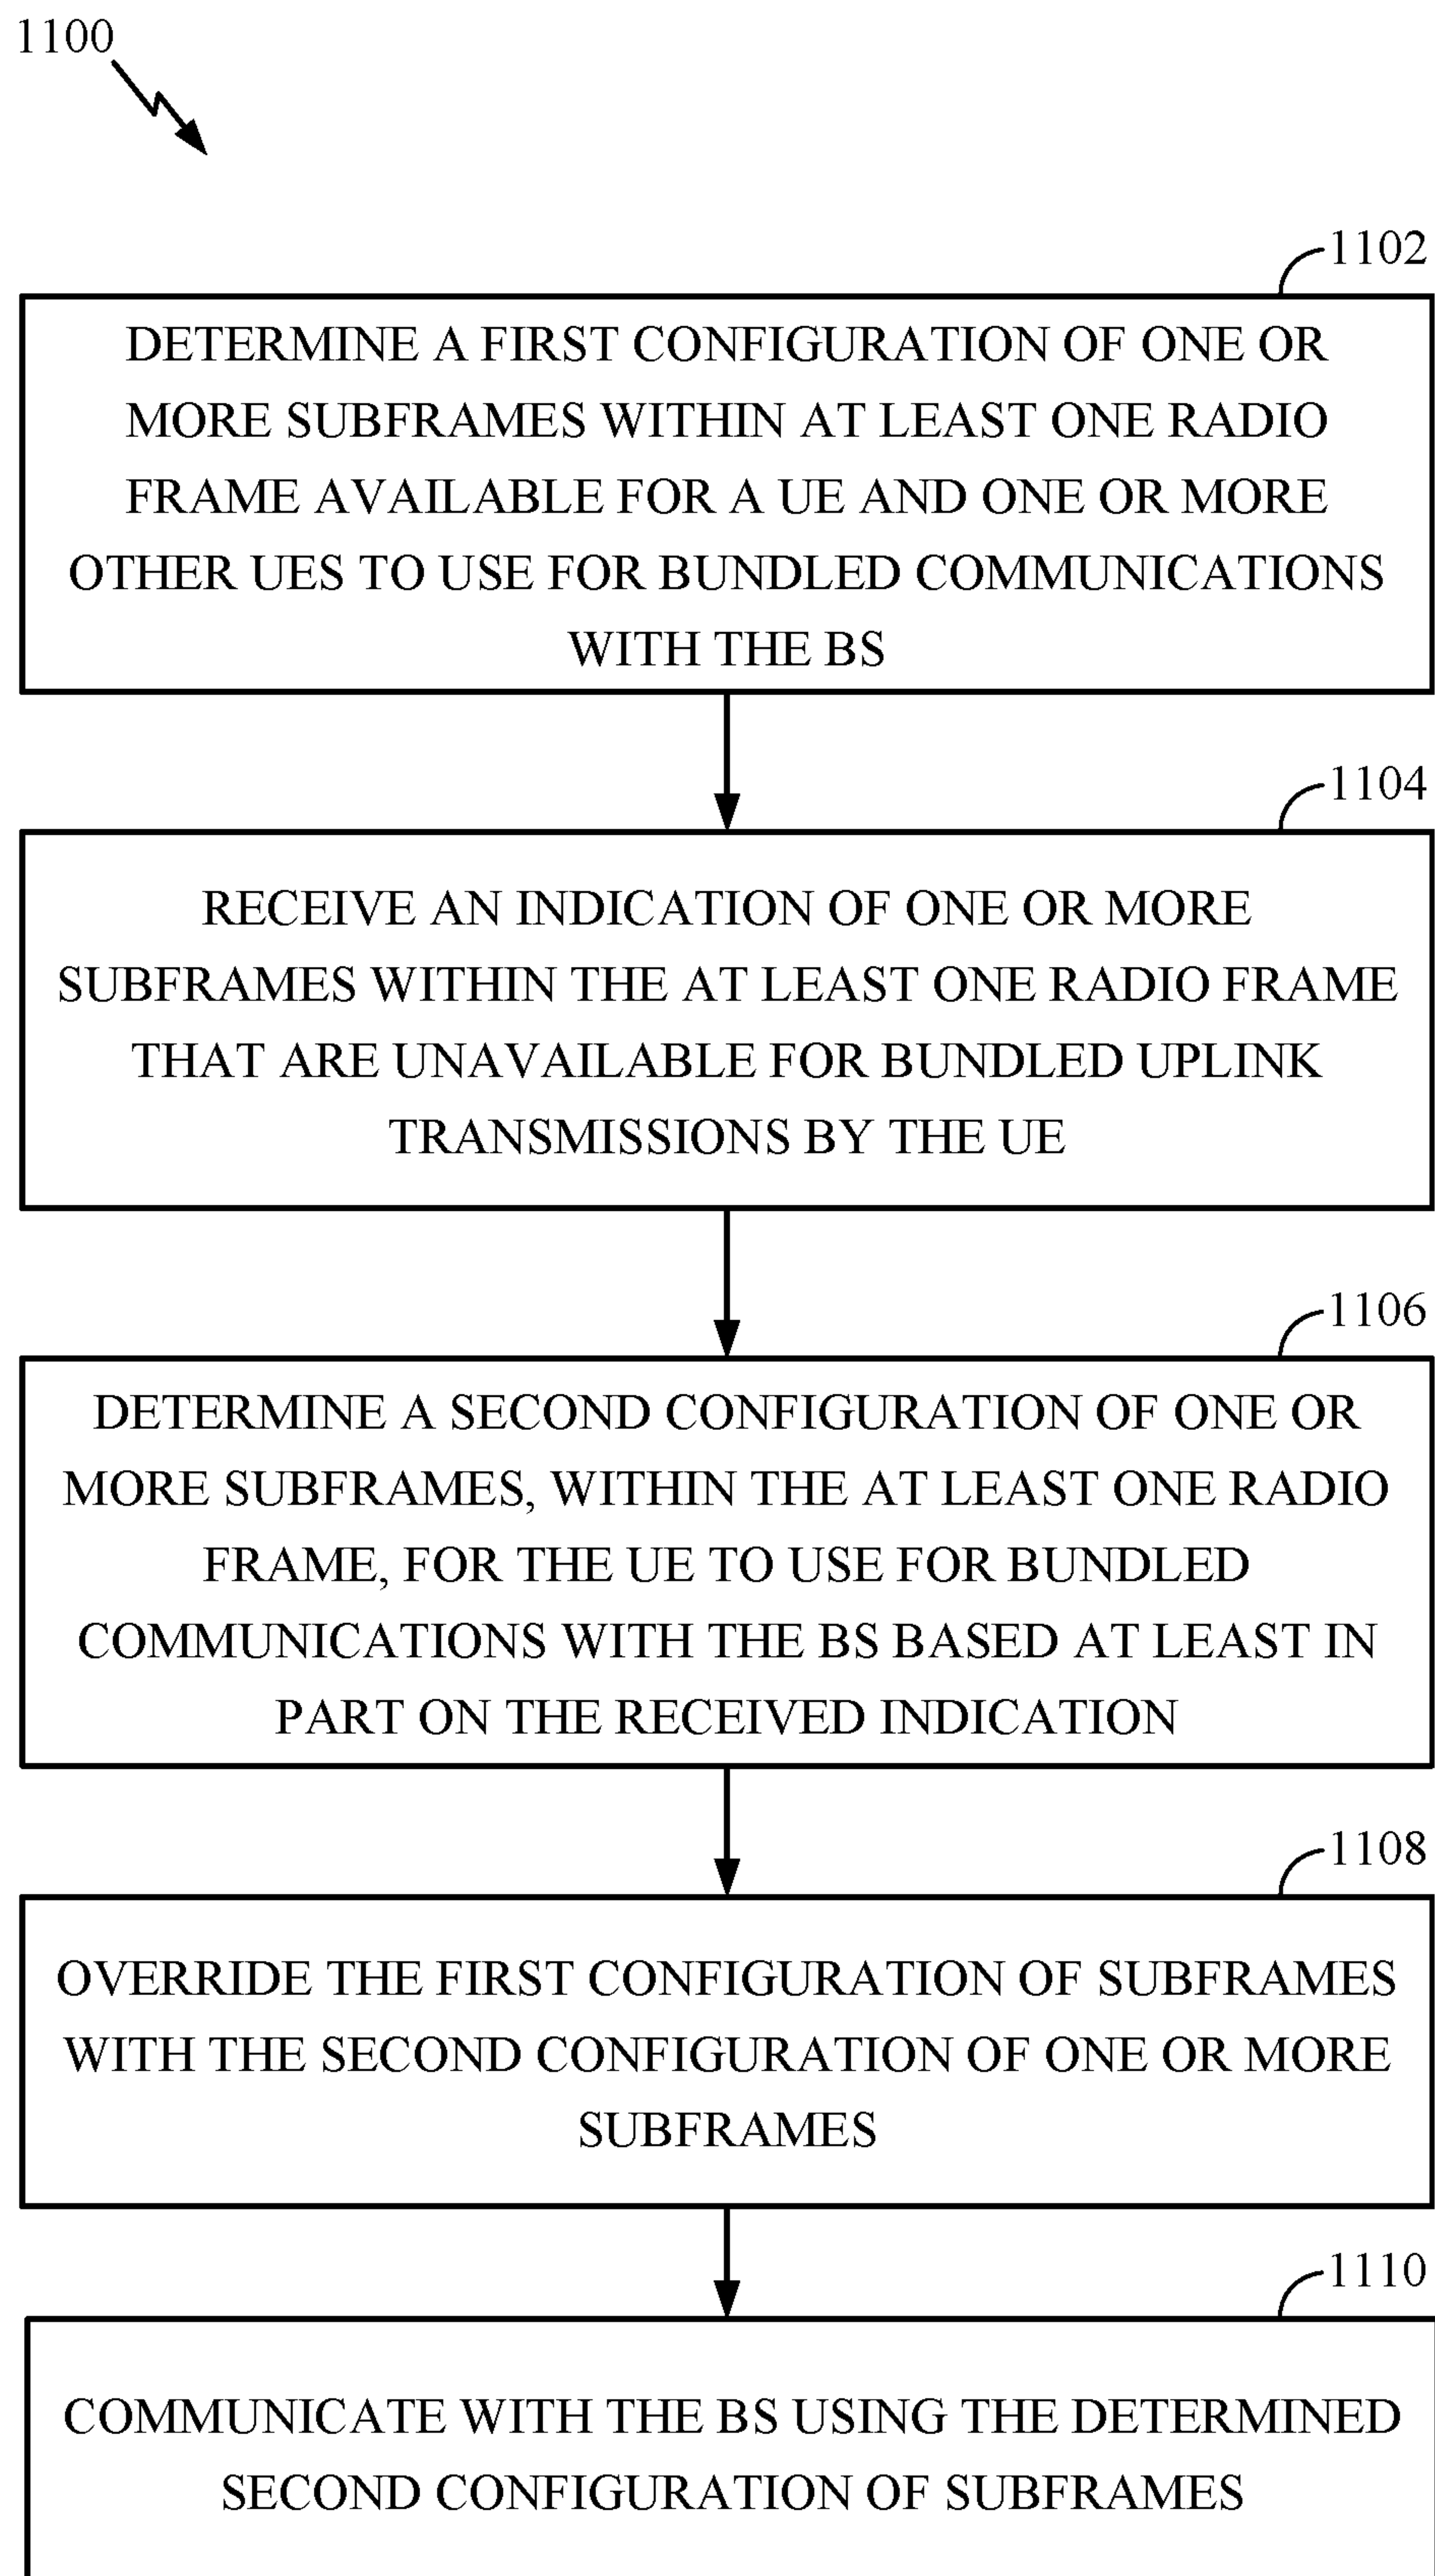 1100
1102
DETERMINE A FIRST CONFIGURATION OF ONE OR
MORE SUBFRAMES WITHIN AT LEAST ONE RADIO
FRAME AVAILABLE FOR A UE AND ONE OR MORE
OTHER UES TO USE FOR BUNDLED COMMUNICATIONS
WITH THE BS
1104
RECEIVE AN INDICATION OF ONE OR MORE
SUBFRAMES WITHIN THE AT LEAST ONE RADIO FRAME
THAT ARE UNAVAILABLE FOR BUNDLED UPLINK
TRANSMISSIONS BY THE UE
1106
DETERMINE A SECOND CONFIGURATION OF ONE OR
MORE SUBFRAMES, WITHIN THE AT LEAST ONE RADIO
FRAME, FOR THE UE TO USE FOR BUNDLED
COMMUNICATIONS WITH THE BS BASED AT LEAST IN
PART ON THE RECEIVED INDICATION
1108
OVERRIDE THE FIRST CONFIGURATION OF SUBFRAMES
WITH THE SECOND CONFIGURATION OF ONE OR MORE
SUBFRAMES
1110
COMMUNICATE WITH THE BS USING THE DETERMINED
SECOND CONFIGURATION OF SUBFRAMES